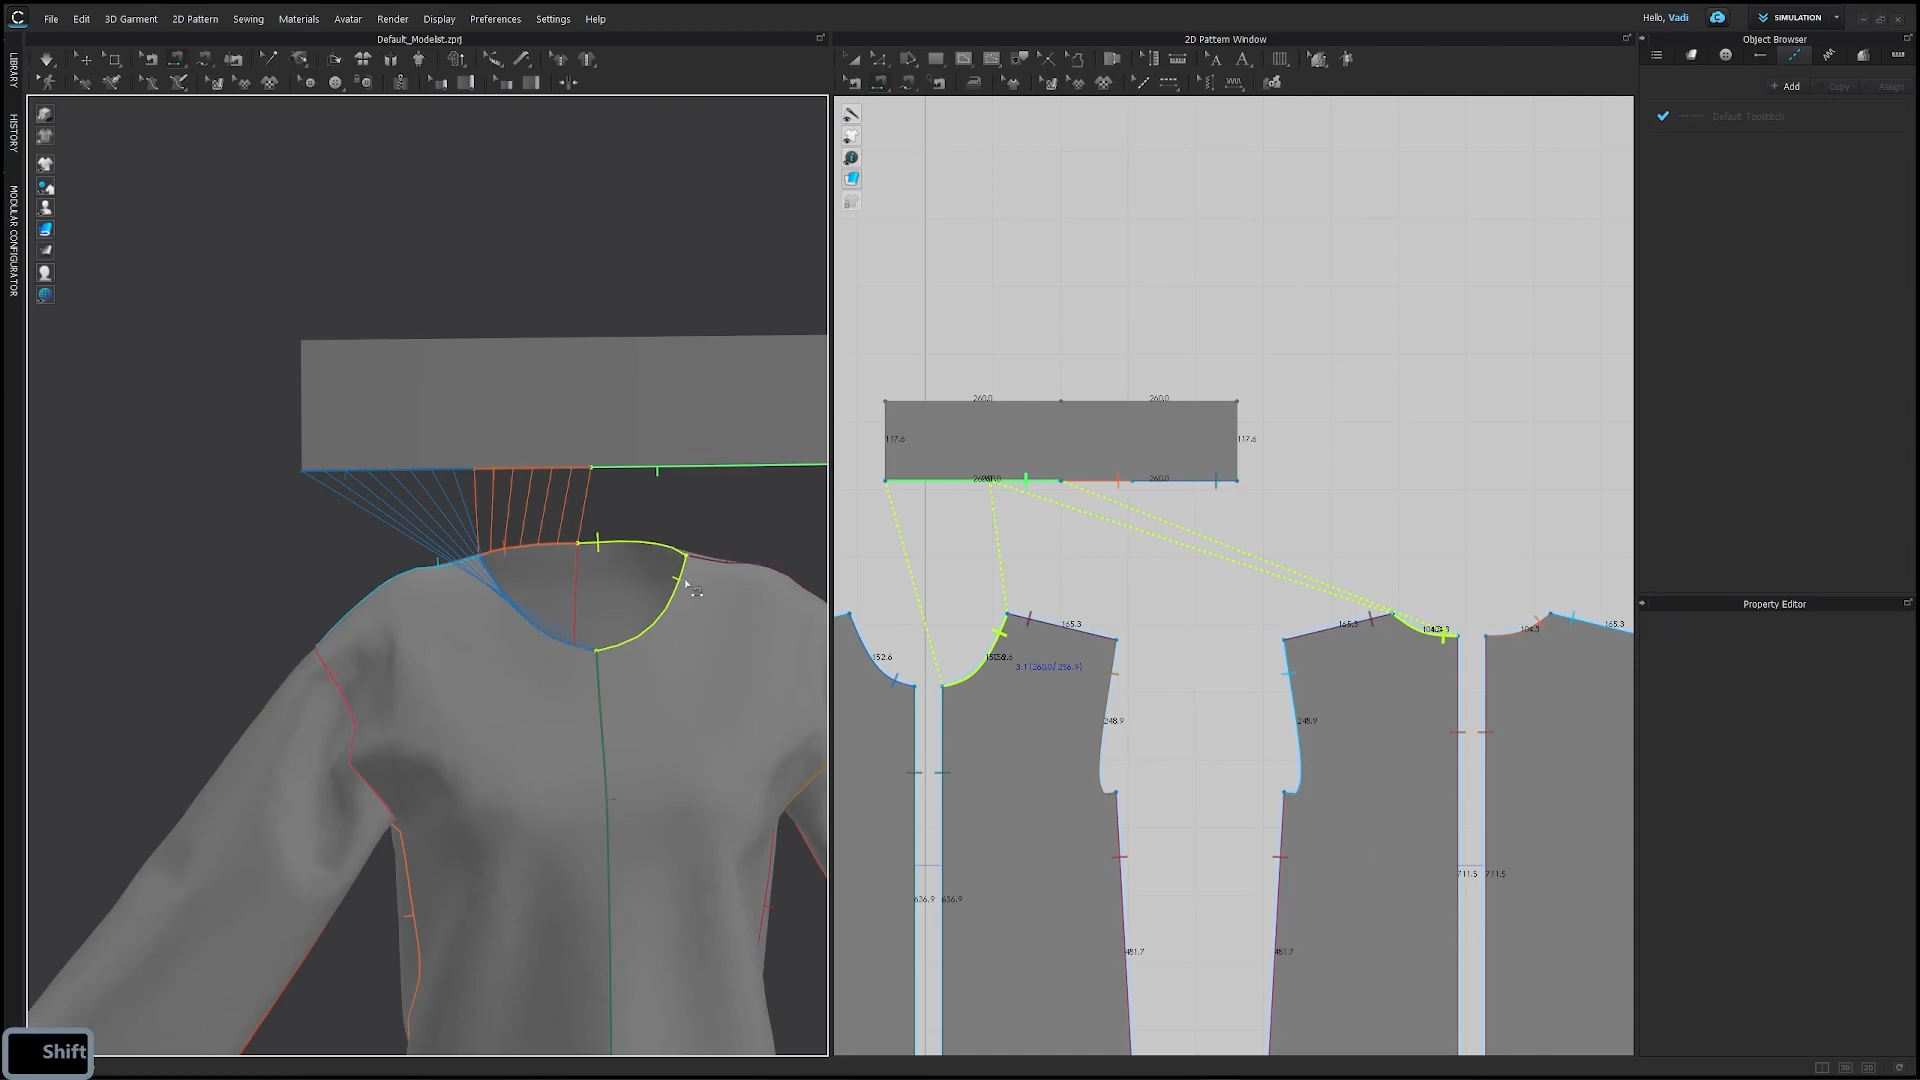 C File Edit 3D Garment 2D Pattern Sewing Materials Avatar Render Display Preferences Settings Help
Hello, Vadi
SIMULATION
Default_Modelist.zprj
2D Pattern Window
Object Browser
LIBRARY
HISTORY
MODULAR CONFIGURATOR
+ Add Copy Assign
Default Topstitch
260.0 260.0
117.6 117.6
260.0
165.3 165.3 104.3 165.3
152.6
3.1 (260.0/ 256.9)
248.9 248.9
711.5 711.5
636.9 636.9
481.7 481.7
Property Editor
Shift
3D 2D